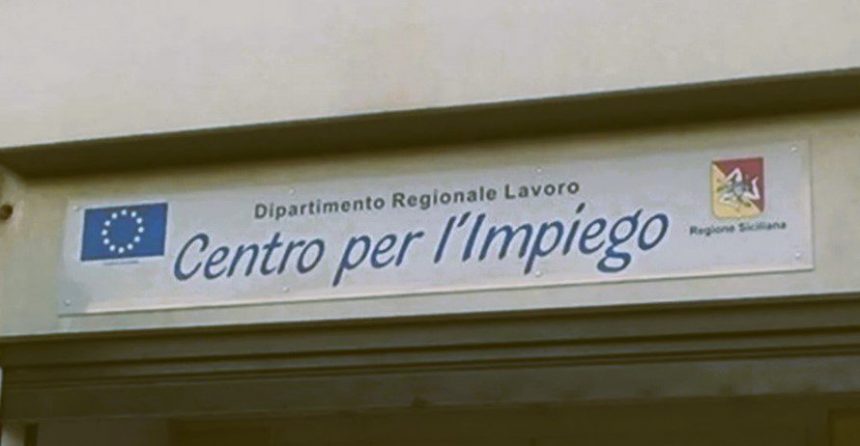 Dipartimento Regionale Lavoro
Centro per l'Impiego
Regione Siciliana